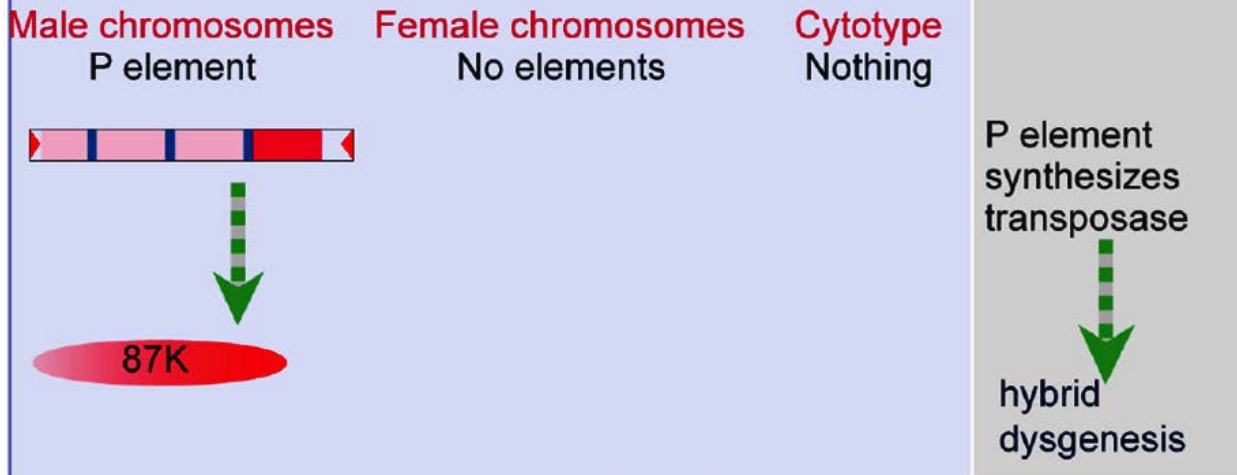 Male chromosomes
P element
Female chromosomes
No elements
Cytotype
Nothing
87K
P element
synthesizes
transposase
hybrid
dysgenesis